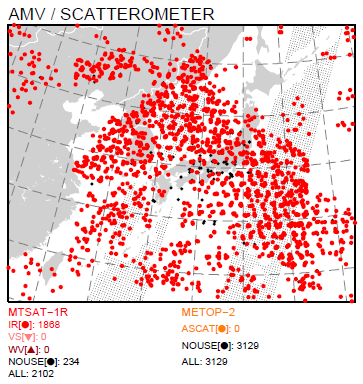 AMV / SCATTEROMETER
MTSAT-1R METOP-2
IR[●]: 1868 ASCAT[●]: 0
VS[▼]: 0
WV[▲]: 0 NOUSE[●]: 3129
NOUSE[●]: 234
ALL: 2102 ALL: 3129